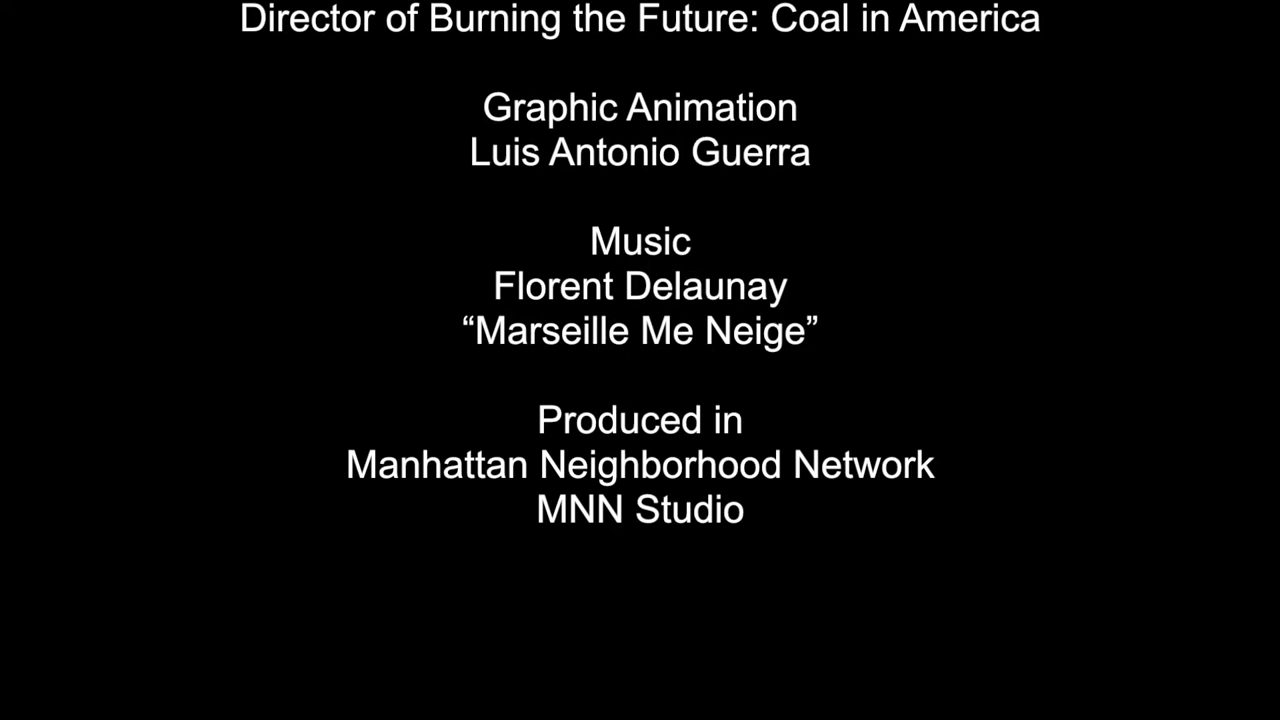 Director of Burning the Future: Coal in America
Graphic Animation
Luis Antonio Guerra
Music
Florent Delaunay
“Marseille Me Neige”
Produced in
Manhattan Neighborhood Network
MNN Studio